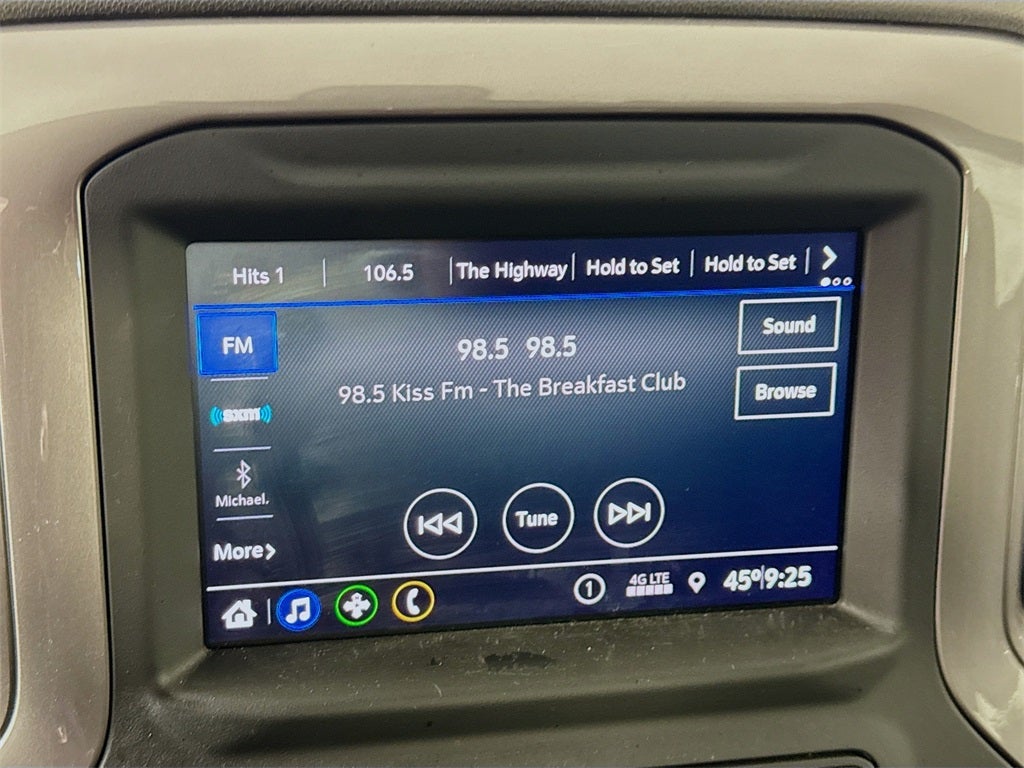 Hits 1 106.5 The Highway Hold to Set Hold to Set
FM
98.5 98.5
Sound
98.5 Kiss Fm - The Breakfast Club
Browse
sxm
Michael.
Tune
More
4G LTE
1 45° 9:25